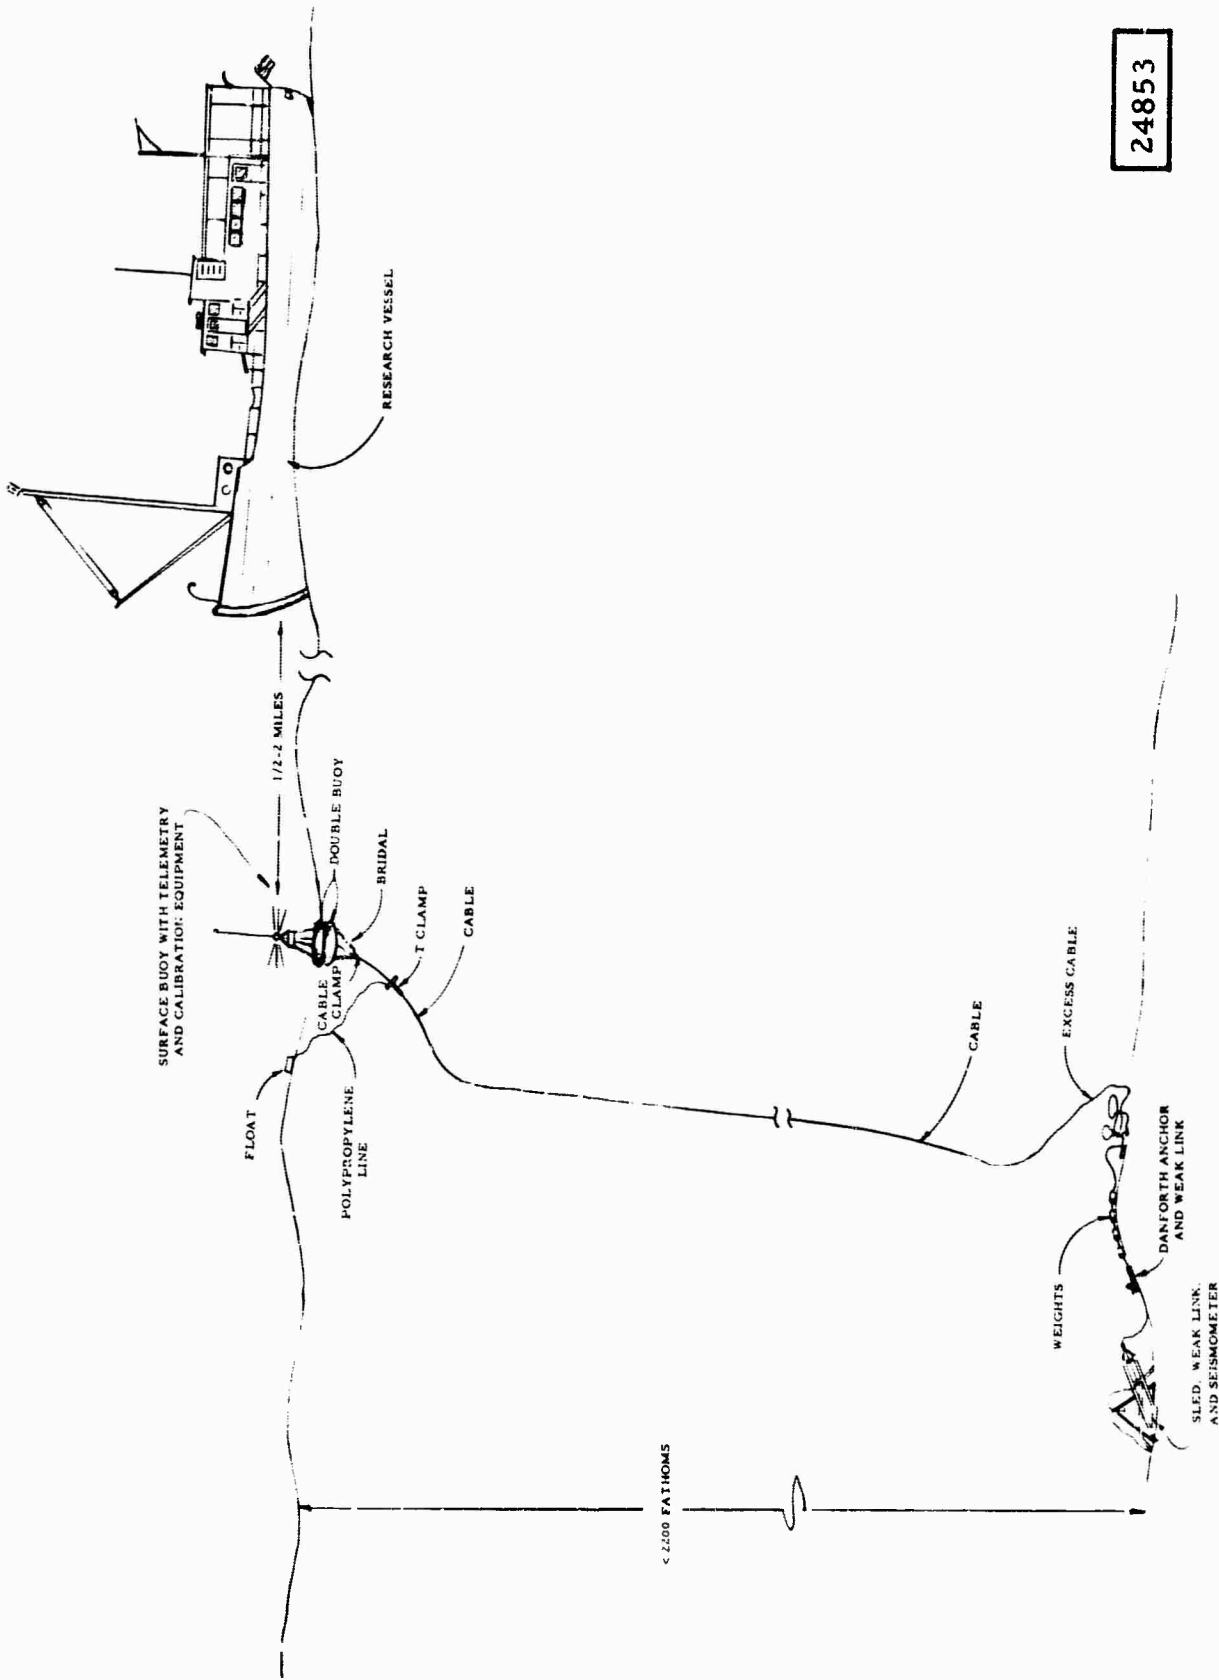 24853
RESEARCH VESSEL
1/2-2 MILES
SURFACE BUOY WITH TELEMETRY
AND CALIBRATION EQUIPMENT
DOUBLE BUOY
BRIDAL
T CLAMP
CABLE
CABLE
CLAMP
FLOAT
POLYPROPYLENE
LINE
CABLE
EXCESS CABLE
WEIGHTS
DANFORTH ANCHOR
AND WEAK LINK
SLED, WEAK LINK,
AND SEISMOMETER
< 2200 FATHOMS